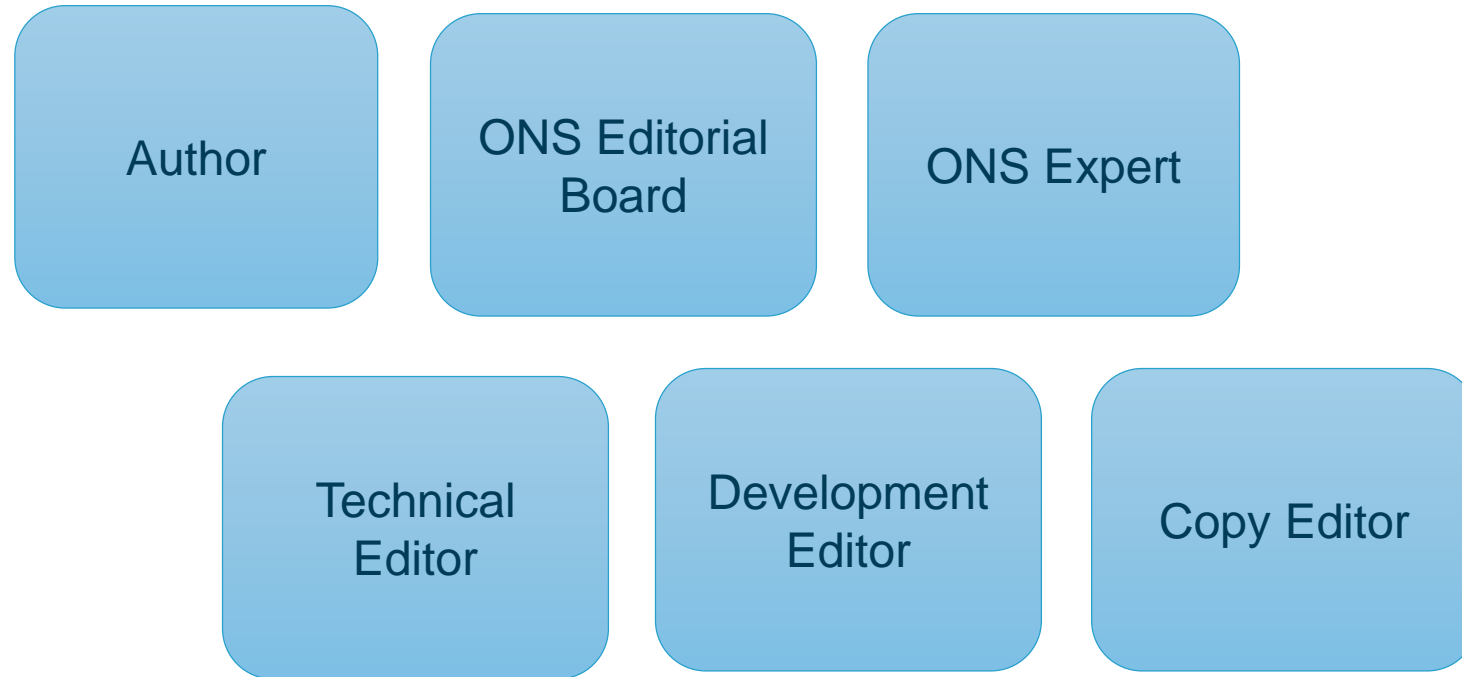 Author
ONS Editorial
Board
ONS Expert
Technical
Editor
Development
Editor
Copy Editor